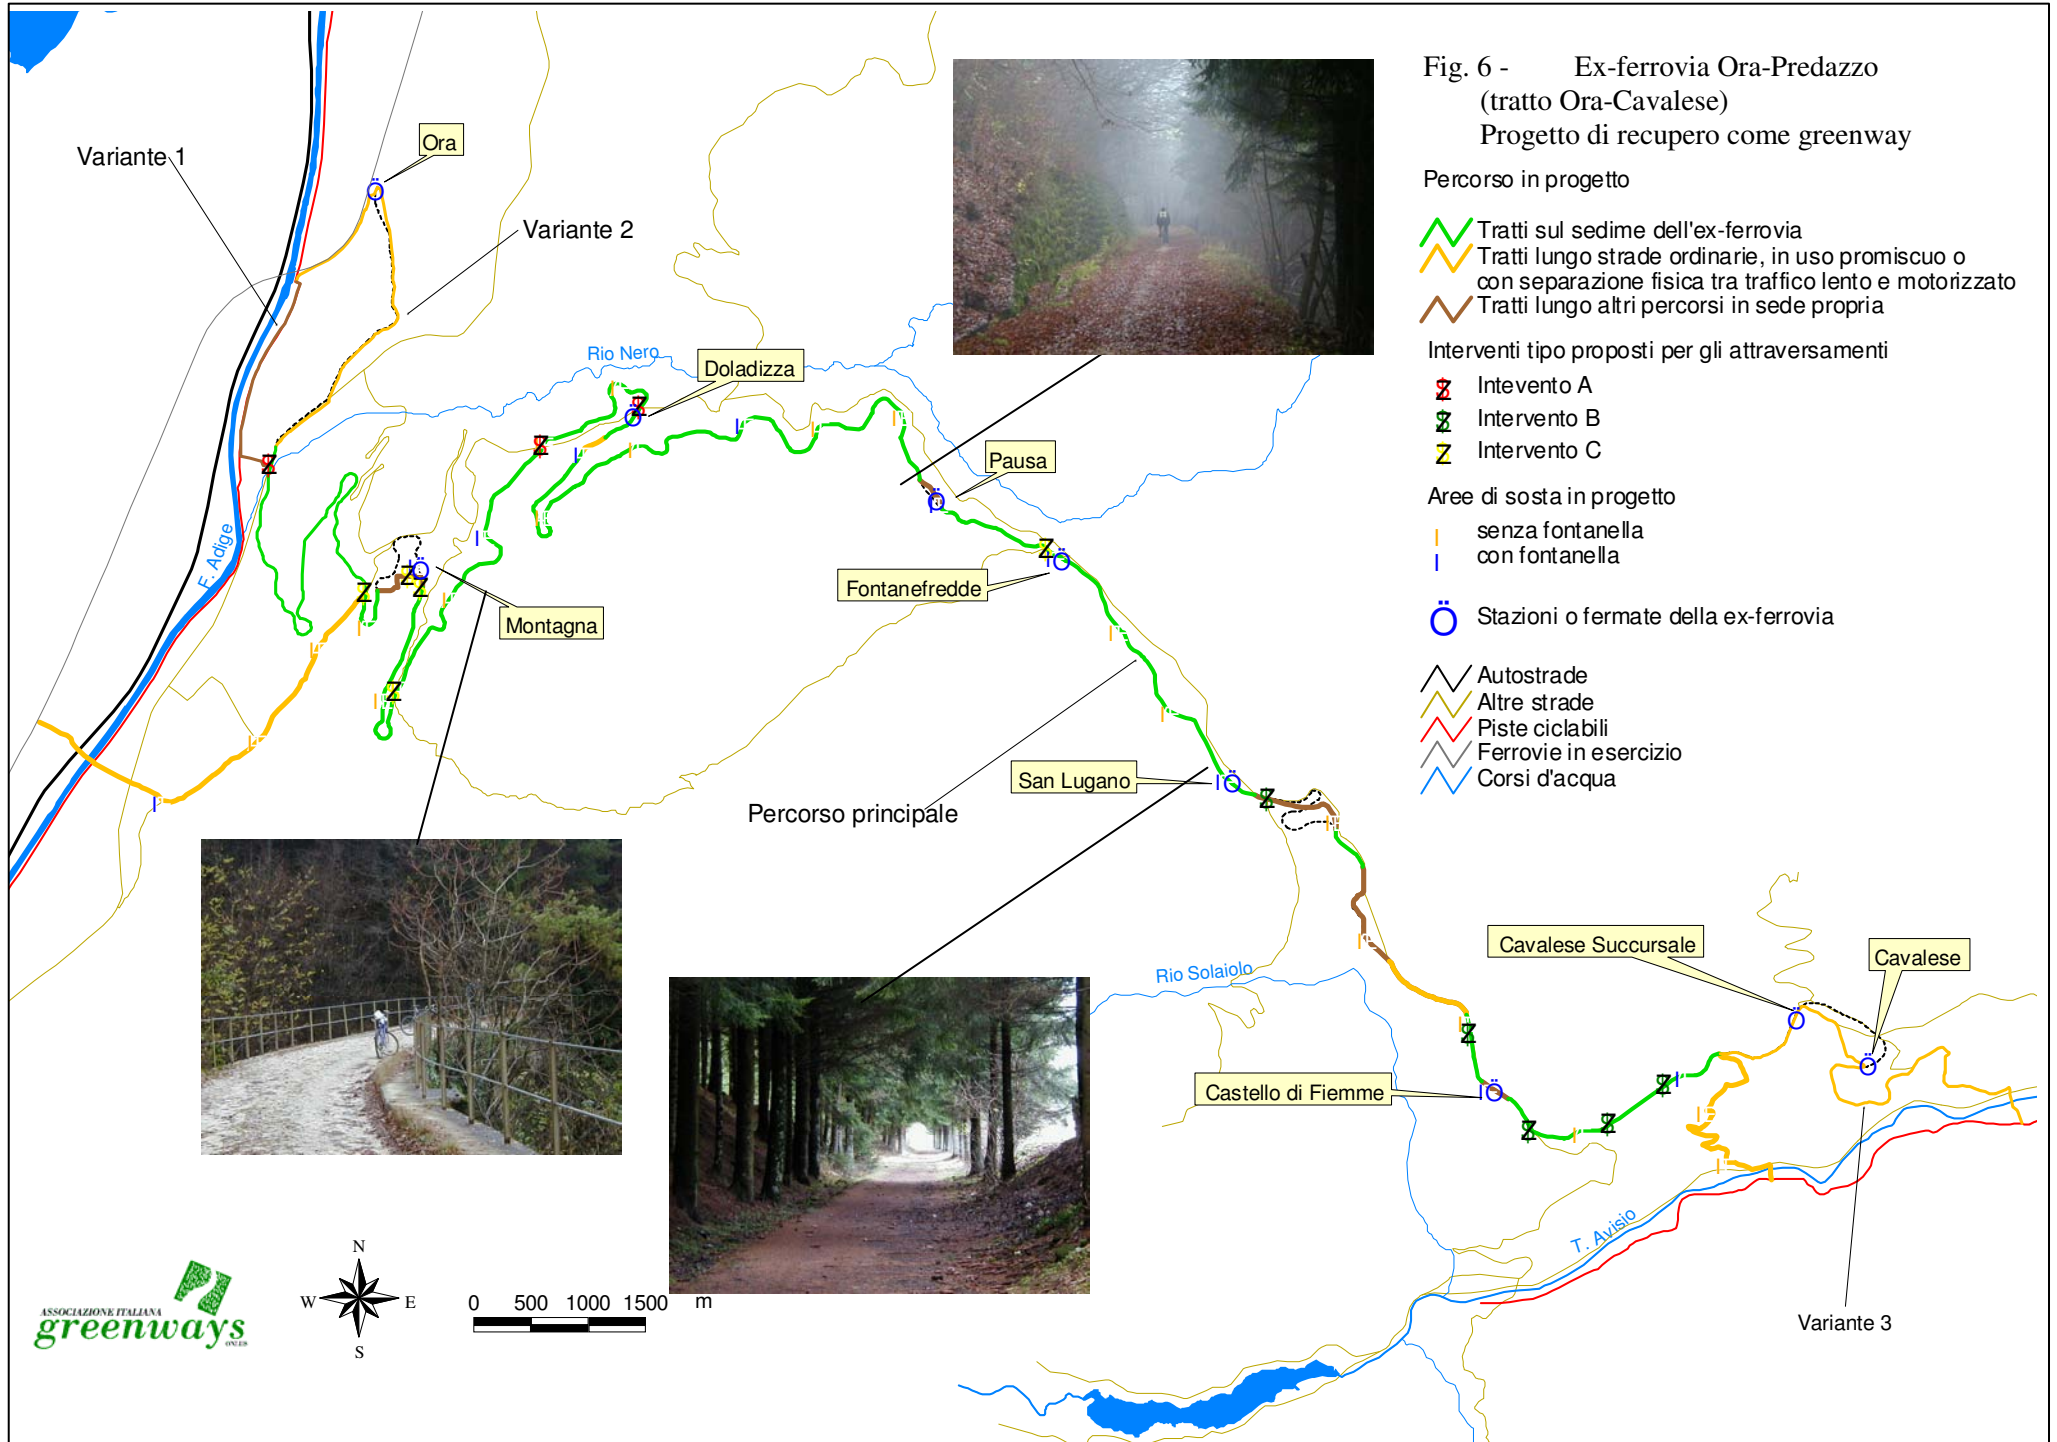 Fig. 6 - Ex-ferrovia Ora-Predazzo
(tratto Ora-Cavalese)
Progetto di recupero come greenway
Percorso in progetto
Tratti sul sedime dell'ex-ferrovia
Tratti lungo strade ordinarie, in uso promiscuo o
con separazione fisica tra traffico lento e motorizzato
Tratti lungo altri percorsi in sede propria
Interventi tipo proposti per gli attraversamenti
Intevento A
Intervento B
Intervento C
Aree di sosta in progetto
senza fontanella
con fontanella
Stazioni o fermate della ex-ferrovia
Autostrade
Altre strade
Piste ciclabili
Ferrovie in esercizio
Corsi d'acqua
Variante 1
Ora
Variante 2
Rio Nero
Doladizza
Pausa
F. Adige
Fontanefredde
Montagna
San Lugano
Percorso principale
Cavalese Succursale
Cavalese
Rio Solaiolo
Castello di Fiemme
T. Avisio
Variante 3
ASSOCIAZIONE ITALIANA
greenways
ONLUS
N
W E
S
0 500 1000 1500 m